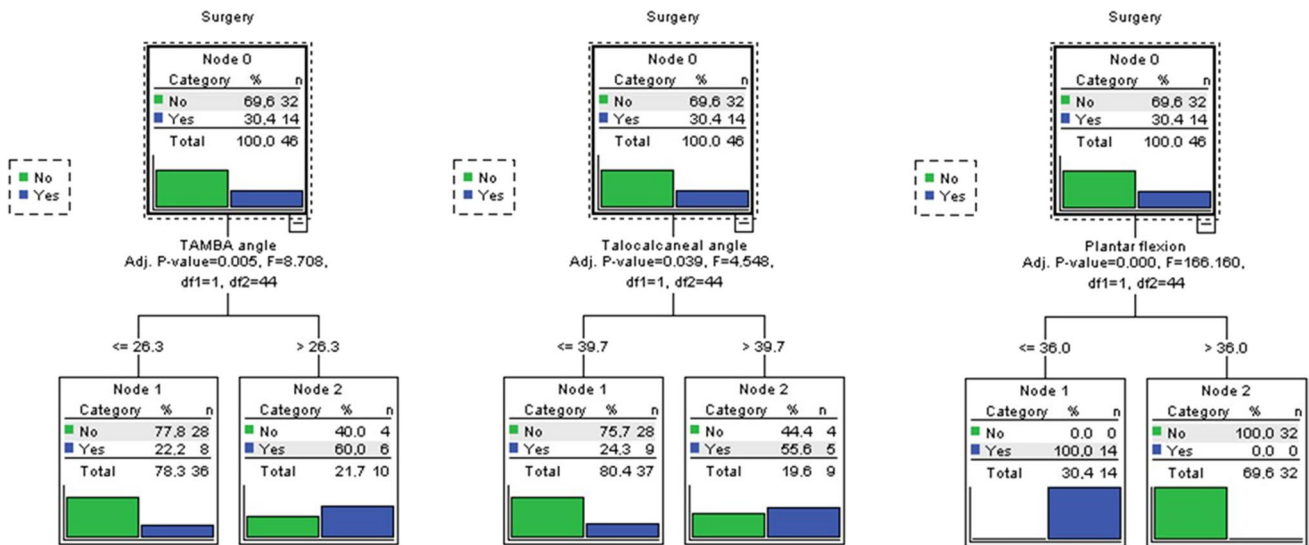 Surgery
Node 0
Category % n
No 69,6 32
Yes 30,4 14
Total 100,0 46
No
Yes
TAMBA angle
Adj. P-value=0,005, F=8,708,
df1=1, df2=44
<= 26,3
> 26,3
Node 1
Category % n
No 77,8 28
Yes 22,2 8
Total 78,3 36
Node 2
Category % n
No 40,0 4
Yes 60,0 6
Total 21,7 10
Surgery
Node 0
Category % n
No 69,6 32
Yes 30,4 14
Total 100,0 46
No
Yes
Talocalcaneal angle
Adj. P-value=0,039, F=4,548,
df1=1, df2=44
<= 39,7
> 39,7
Node 1
Category % n
No 75,7 28
Yes 24,3 9
Total 80,4 37
Node 2
Category % n
No 44,4 4
Yes 55,6 5
Total 19,6 9
Surgery
Node 0
Category % n
No 69,6 32
Yes 30,4 14
Total 100,0 46
No
Yes
Plantar flexion
Adj. P-value=0,000, F=166,160,
df1=1, df2=44
<= 36,0
> 36,0
Node 1
Category % n
No 0,0 0
Yes 100,0 14
Total 30,4 14
Node 2
Category % n
No 100,0 32
Yes 0,0 0
Total 69,6 32